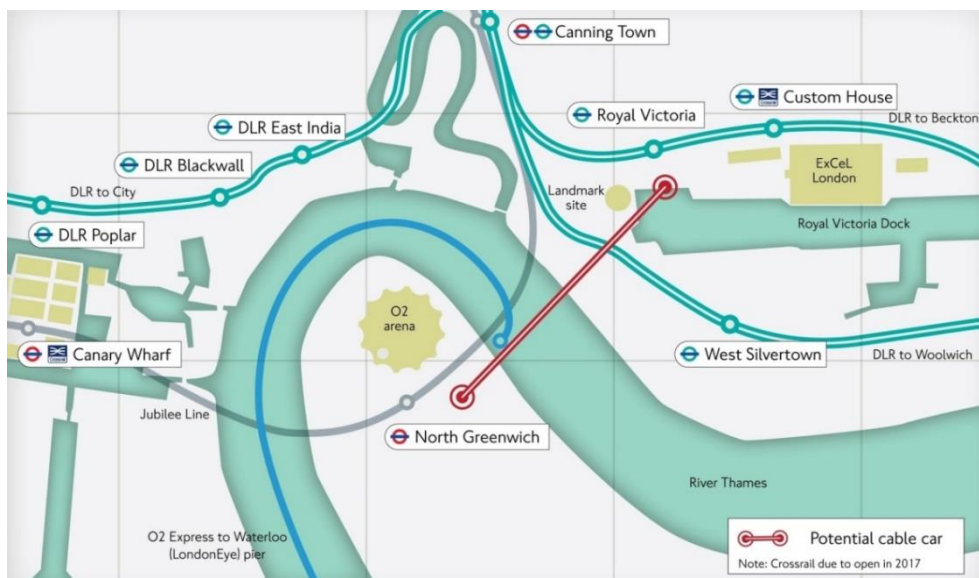 Canning Town
Royal Victoria
Custom House
DLR to Beckton
DLR East India
DLR Blackwall
DLR to City
DLR Poplar
ExCeL
London
Landmark
site
Royal Victoria Dock
O2
arena
Canary Wharf
West Silvertown
DLR to Woolwich
Jubilee Line
North Greenwich
River Thames
O2 Express to Waterloo
(LondonEye) pier
Potential cable car
Note: Crossrail due to open in 2017